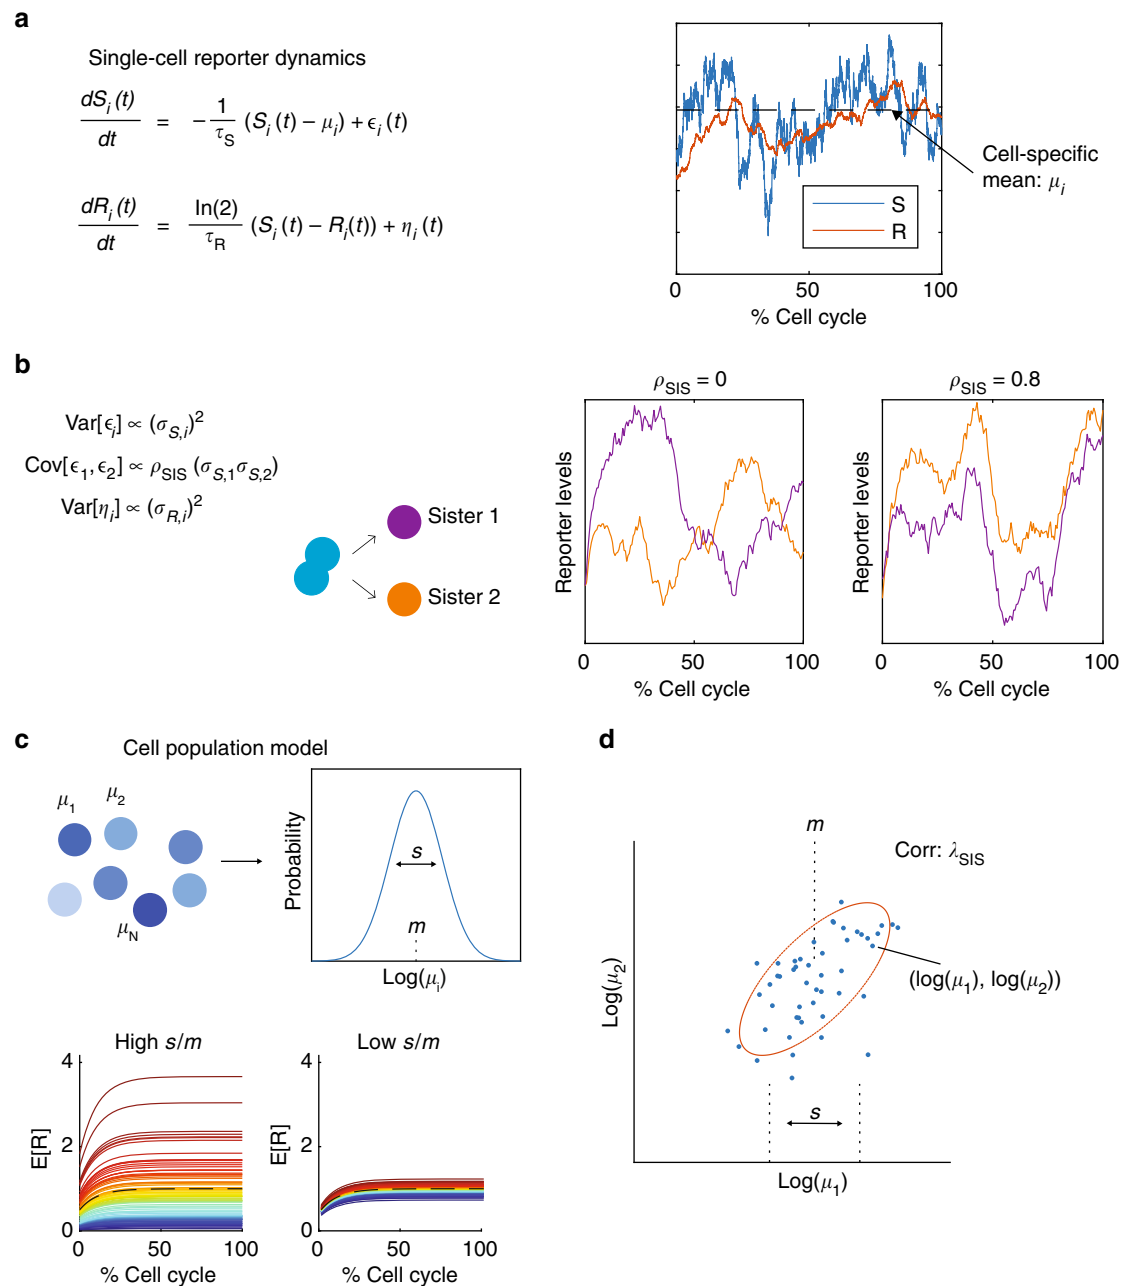 a
Single-cell reporter dynamics
dS_i(t)/dt = −1/τ_S (S_i(t) − μ_i) + ϵ_i(t)
dR_i(t)/dt = ln(2)/τ_R (S_i(t) − R_i(t)) + η_i(t)
Cell-specific
mean: μ_i
S
R
0 50 100
% Cell cycle
b
Var[ϵ_i] ∝ (σ_S,i)²
Cov[ϵ_1, ϵ_2] ∝ ρ_SIS (σ_S,1σ_S,2)
Var[η_i] ∝ (σ_R,i)²
Sister 1
Sister 2
ρ_SIS = 0
Reporter levels
0 50 100
% Cell cycle
ρ_SIS = 0.8
Reporter levels
0 50 100
% Cell cycle
c
Cell population model
μ_1 μ_2
μ_N
Probability
s
m
Log(μ_i)
High s/m
E[R]
4
2
0
0 50 100
% Cell cycle
Low s/m
E[R]
4
2
0
0 50 100
% Cell cycle
d
m
Corr: λ_SIS
Log(μ_2)
(log(μ_1), log(μ_2))
s
Log(μ_1)